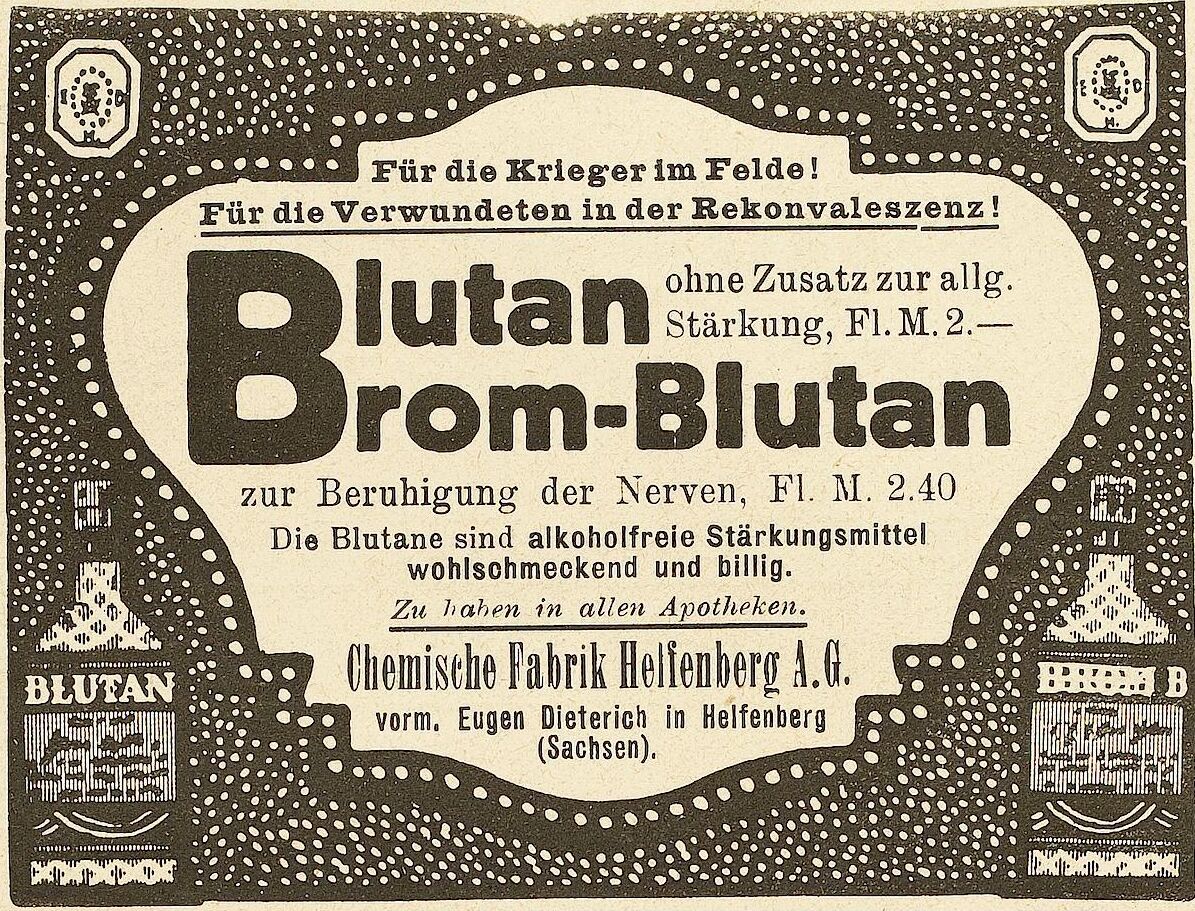 E D
H.
E D
H.
Für die Krieger im Felde!
Für die Verwundeten in der Rekonvaleszenz!
Blutan ohne Zusatz zur allg.
Stärkung, Fl. M. 2.—
Brom-Blutan
zur Beruhigung der Nerven, Fl. M. 2.40
Die Blutane sind alkoholfreie Stärkungsmittel
wohlschmeckend und billig.
Zu haben in allen Apotheken.
Chemische Fabrik Helfenberg A.G.
vorm. Eugen Dieterich in Helfenberg
(Sachsen).
BLUTAN
BROM B